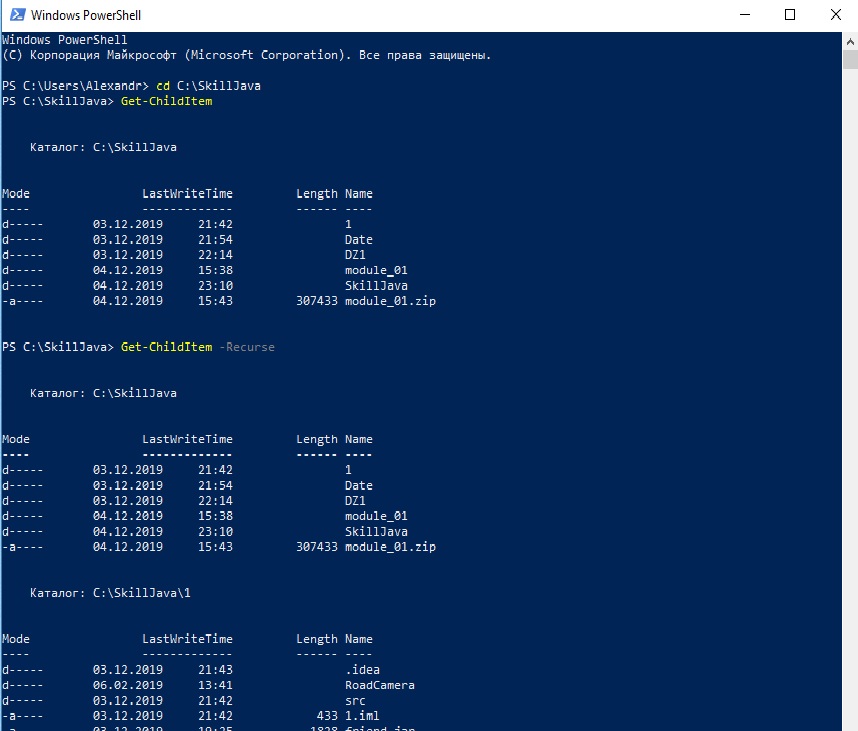 Windows PowerShell
Windows PowerShell
(C) Корпорация Майкрософт (Microsoft Corporation). Все права защищены.
PS C:\Users\Alexandr> cd C:\SkillJava
PS C:\SkillJava> Get-ChildItem
Каталог: C:\SkillJava
Mode LastWriteTime Length Name
---- ------------- ------ ----
d----- 03.12.2019 21:42 1
d----- 03.12.2019 21:54 Date
d----- 03.12.2019 22:14 DZ1
d----- 04.12.2019 15:38 module_01
d----- 04.12.2019 23:10 SkillJava
-a---- 04.12.2019 15:43 307433 module_01.zip
PS C:\SkillJava> Get-ChildItem -Recurse
Каталог: C:\SkillJava
Mode LastWriteTime Length Name
---- ------------- ------ ----
d----- 03.12.2019 21:42 1
d----- 03.12.2019 21:54 Date
d----- 03.12.2019 22:14 DZ1
d----- 04.12.2019 15:38 module_01
d----- 04.12.2019 23:10 SkillJava
-a---- 04.12.2019 15:43 307433 module_01.zip
Каталог: C:\SkillJava\1
Mode LastWriteTime Length Name
---- ------------- ------ ----
d----- 03.12.2019 21:43 .idea
d----- 06.02.2019 13:41 RoadCamera
d----- 03.12.2019 21:42 src
-a---- 03.12.2019 21:42 433 1.iml